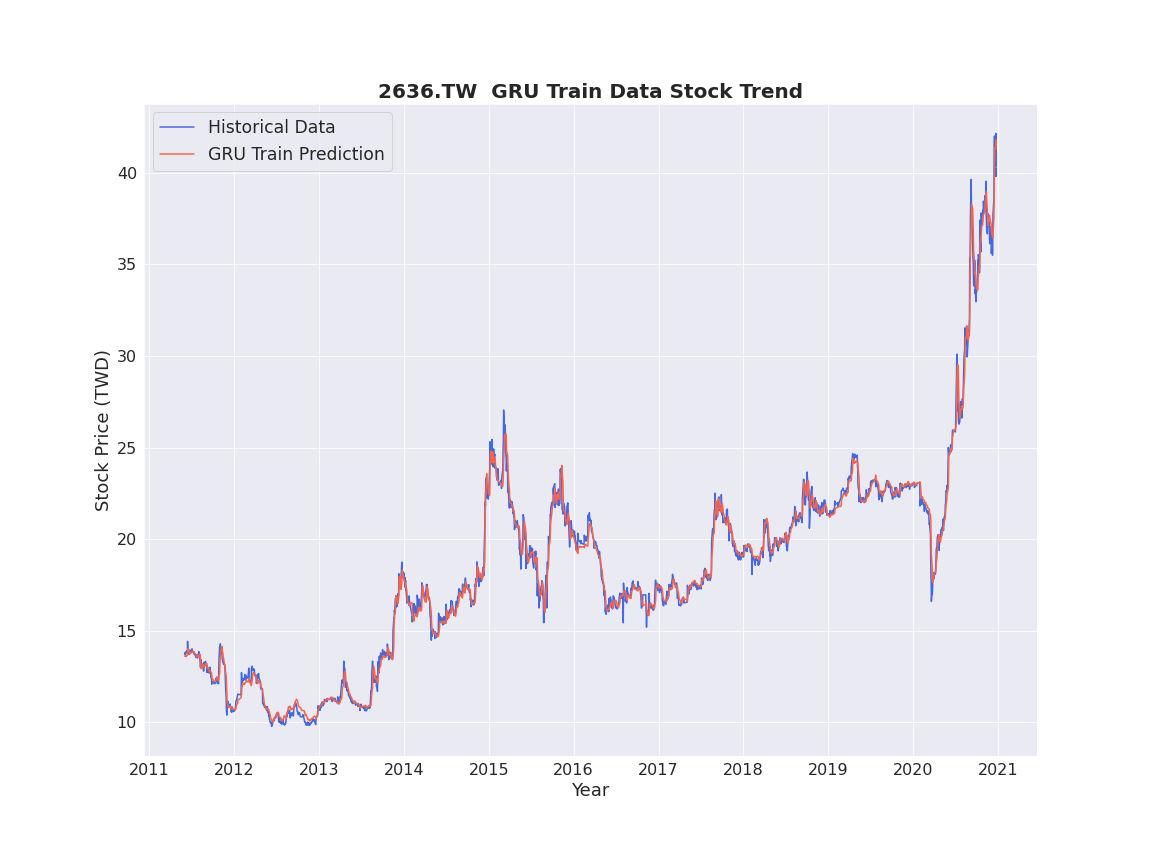 2636.TW  GRU Train Data Stock Trend
Historical Data
GRU Train Prediction
Stock Price (TWD)
40
35
30
25
20
15
10
2011 2012 2013 2014 2015 2016 2017 2018 2019 2020 2021
Year